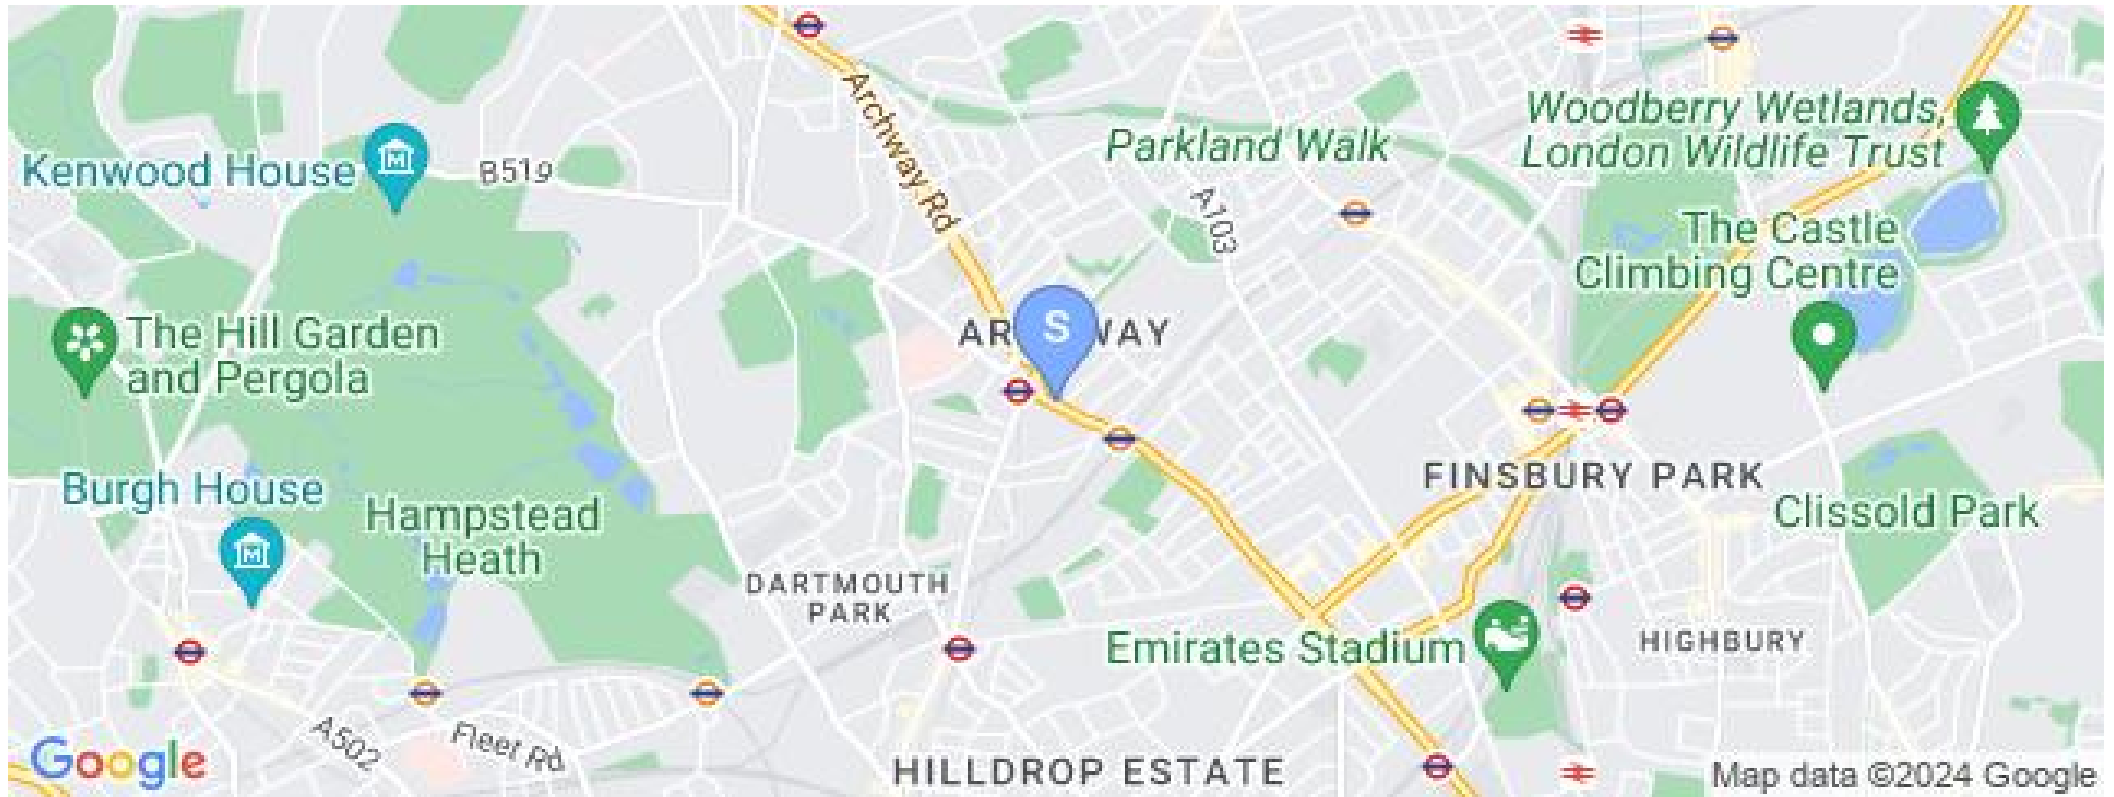 Archway Rd
Woodberry Wetlands,
London Wildlife Trust
Parkland Walk
Kenwood House
B519
A103
The Castle
Climbing Centre
S
The Hill Garden
and Pergola
FINSBURY PARK
Burgh House
Hampstead
Heath
Clissold Park
DARTMOUTH
PARK
Emirates Stadium
HIGHBURY
A502
Fleet Rd
Google
HILLDROP ESTATE
Map data ©2024 Google